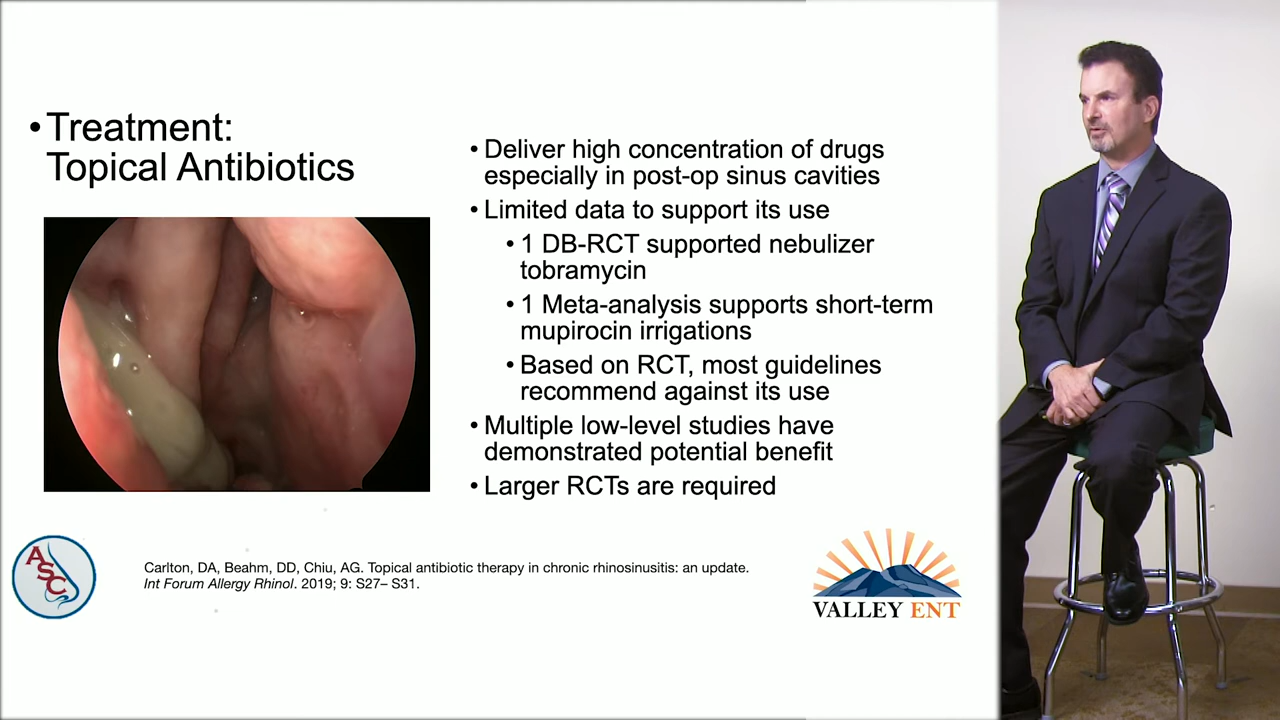 • Treatment:
Topical Antibiotics
• Deliver high concentration of drugs
especially in post-op sinus cavities
• Limited data to support its use
• 1 DB-RCT supported nebulizer
tobramycin
• 1 Meta-analysis supports short-term
mupirocin irrigations
• Based on RCT, most guidelines
recommend against its use
• Multiple low-level studies have
demonstrated potential benefit
• Larger RCTs are required
ASC
Carlton, DA, Beahm, DD, Chiu, AG. Topical antibiotic therapy in chronic rhinosinusitis: an update.
Int Forum Allergy Rhinol. 2019; 9: S27– S31.
VALLEY ENT